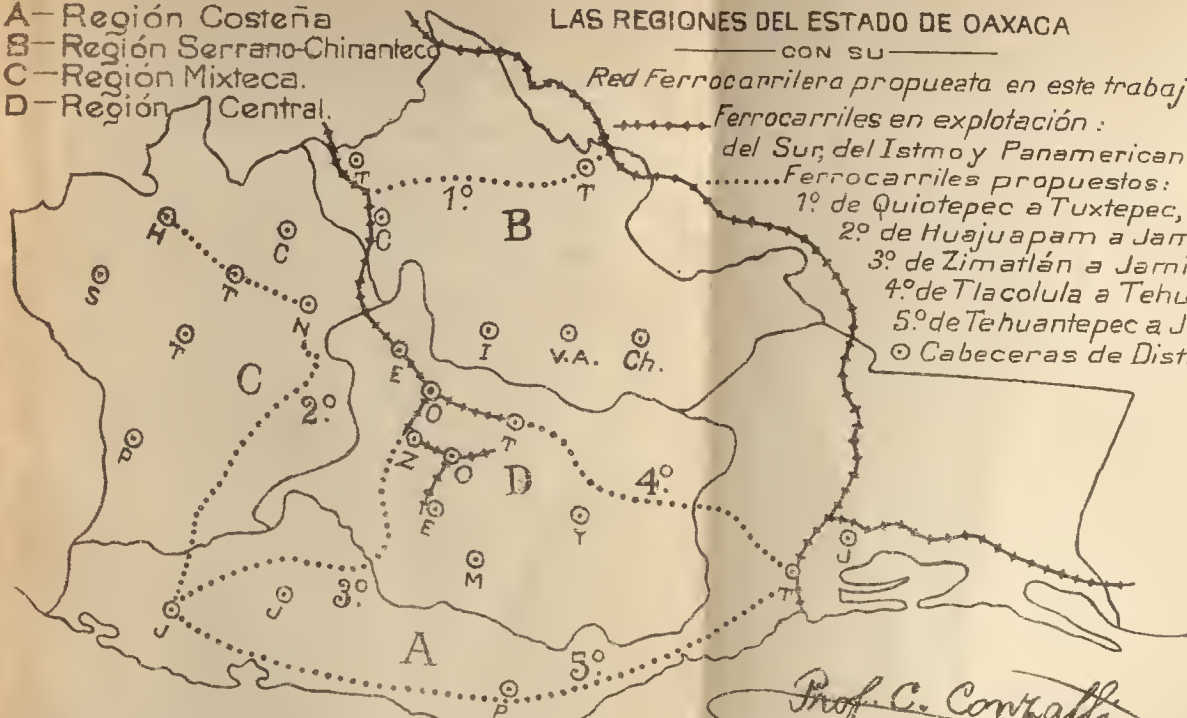 A—Región Costeña
B—Región Serrano-Chinanteco
C—Región Mixteca.
D—Región Central.
LAS REGIONES DEL ESTADO DE OAXACA
CON SU
Red Ferrocarrilera propuesta en este trabaj
Ferrocarriles en explotación:
del Sur, del Istmo y Panamerican
Ferrocarriles propuestos:
1º de Quiotepec a Tuxtepec,
2º de Huajuapam a Jam
3º de Zimatlán a Jami
4º de Tlacolula a Tehu
5º de Tehuantepec a J
Cabeceras de Dist
T
1º
T
B
C
H
C
S
T
N
T
I
V.A.
Ch.
C
E
2º
O
T
P
N
O
D
4º
E
Y
M
J
T
J
3º
J
A
5º
P
Prof. C. Conzatti